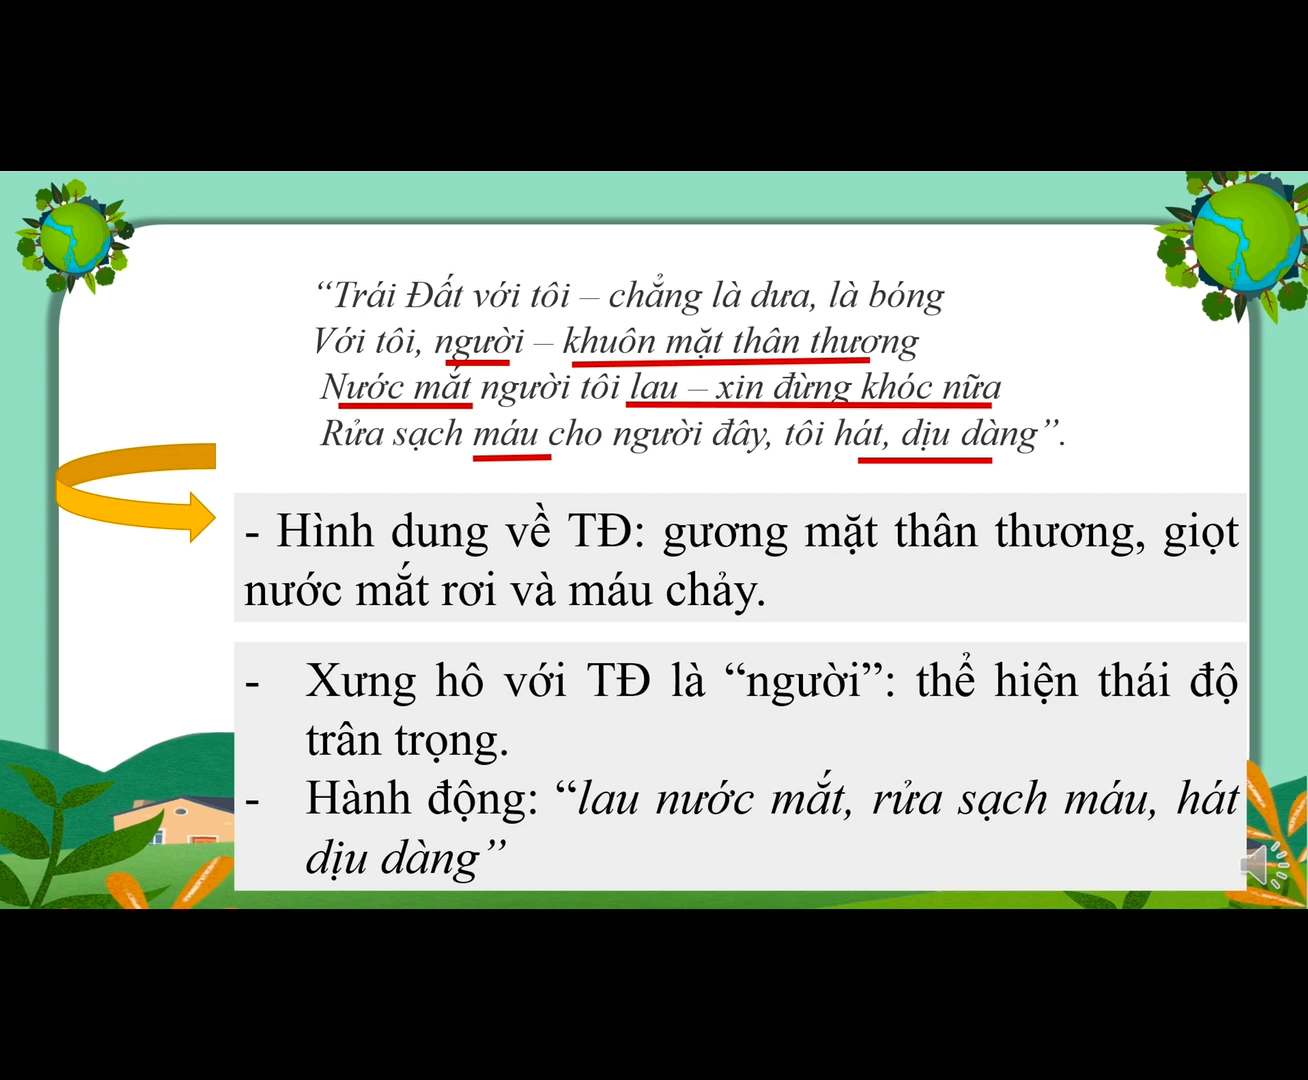 “Trái Đất với tôi – chẳng là dưa, là bóng
Với tôi, người – khuôn mặt thân thương
Nước mắt người tôi lau – xin đừng khóc nữa
Rửa sạch máu cho người đây, tôi hát, dịu dàng”.
- Hình dung về TĐ: gương mặt thân thương, giọt
nước mắt rơi và máu chảy.
- Xưng hô với TĐ là “người”: thể hiện thái độ
trân trọng.
- Hành động: “lau nước mắt, rửa sạch máu, hát
dịu dàng”